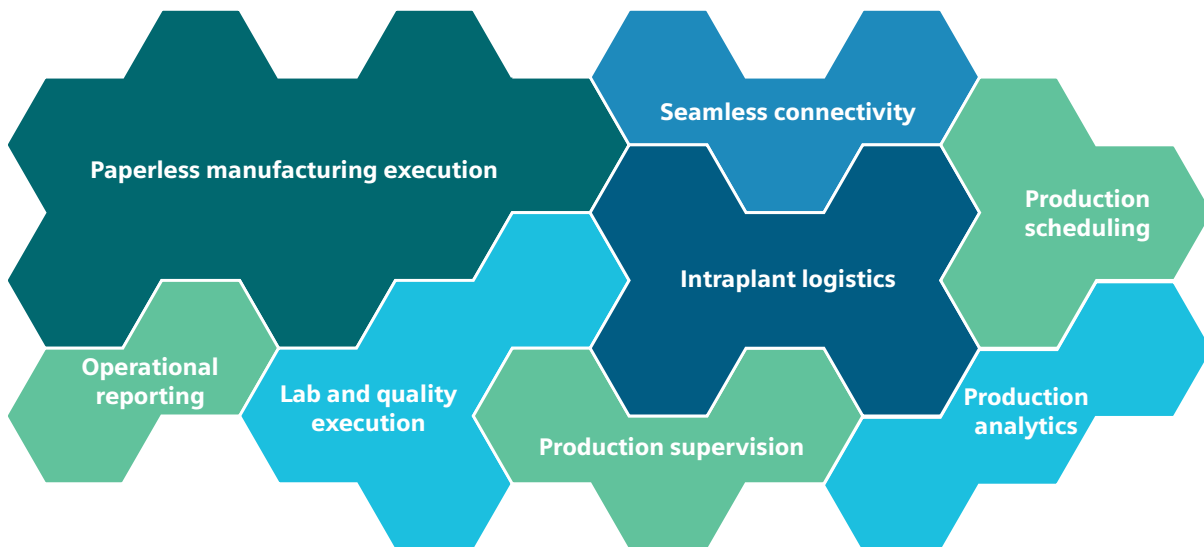 Seamless connectivity
Paperless manufacturing execution
Production
scheduling
Intraplant logistics
Operational
reporting
Lab and quality
execution
Production
analytics
Production supervision